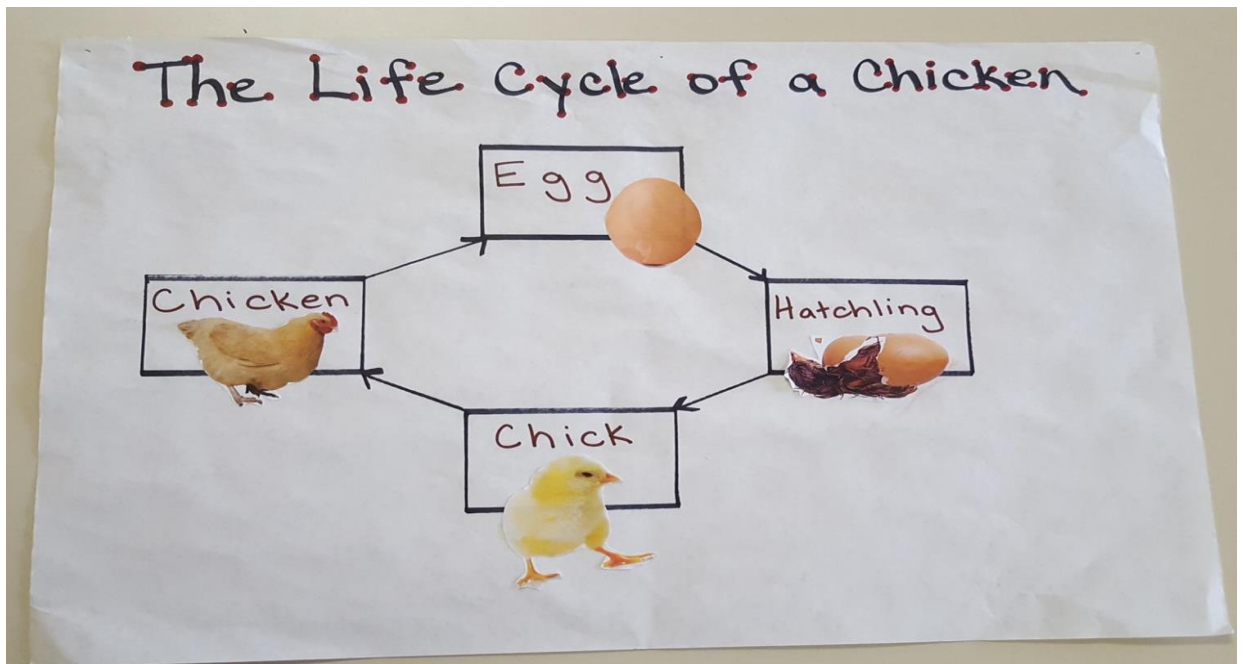 The Life Cycle of a Chicken
Egg
Chicken
Hatchling
Chick